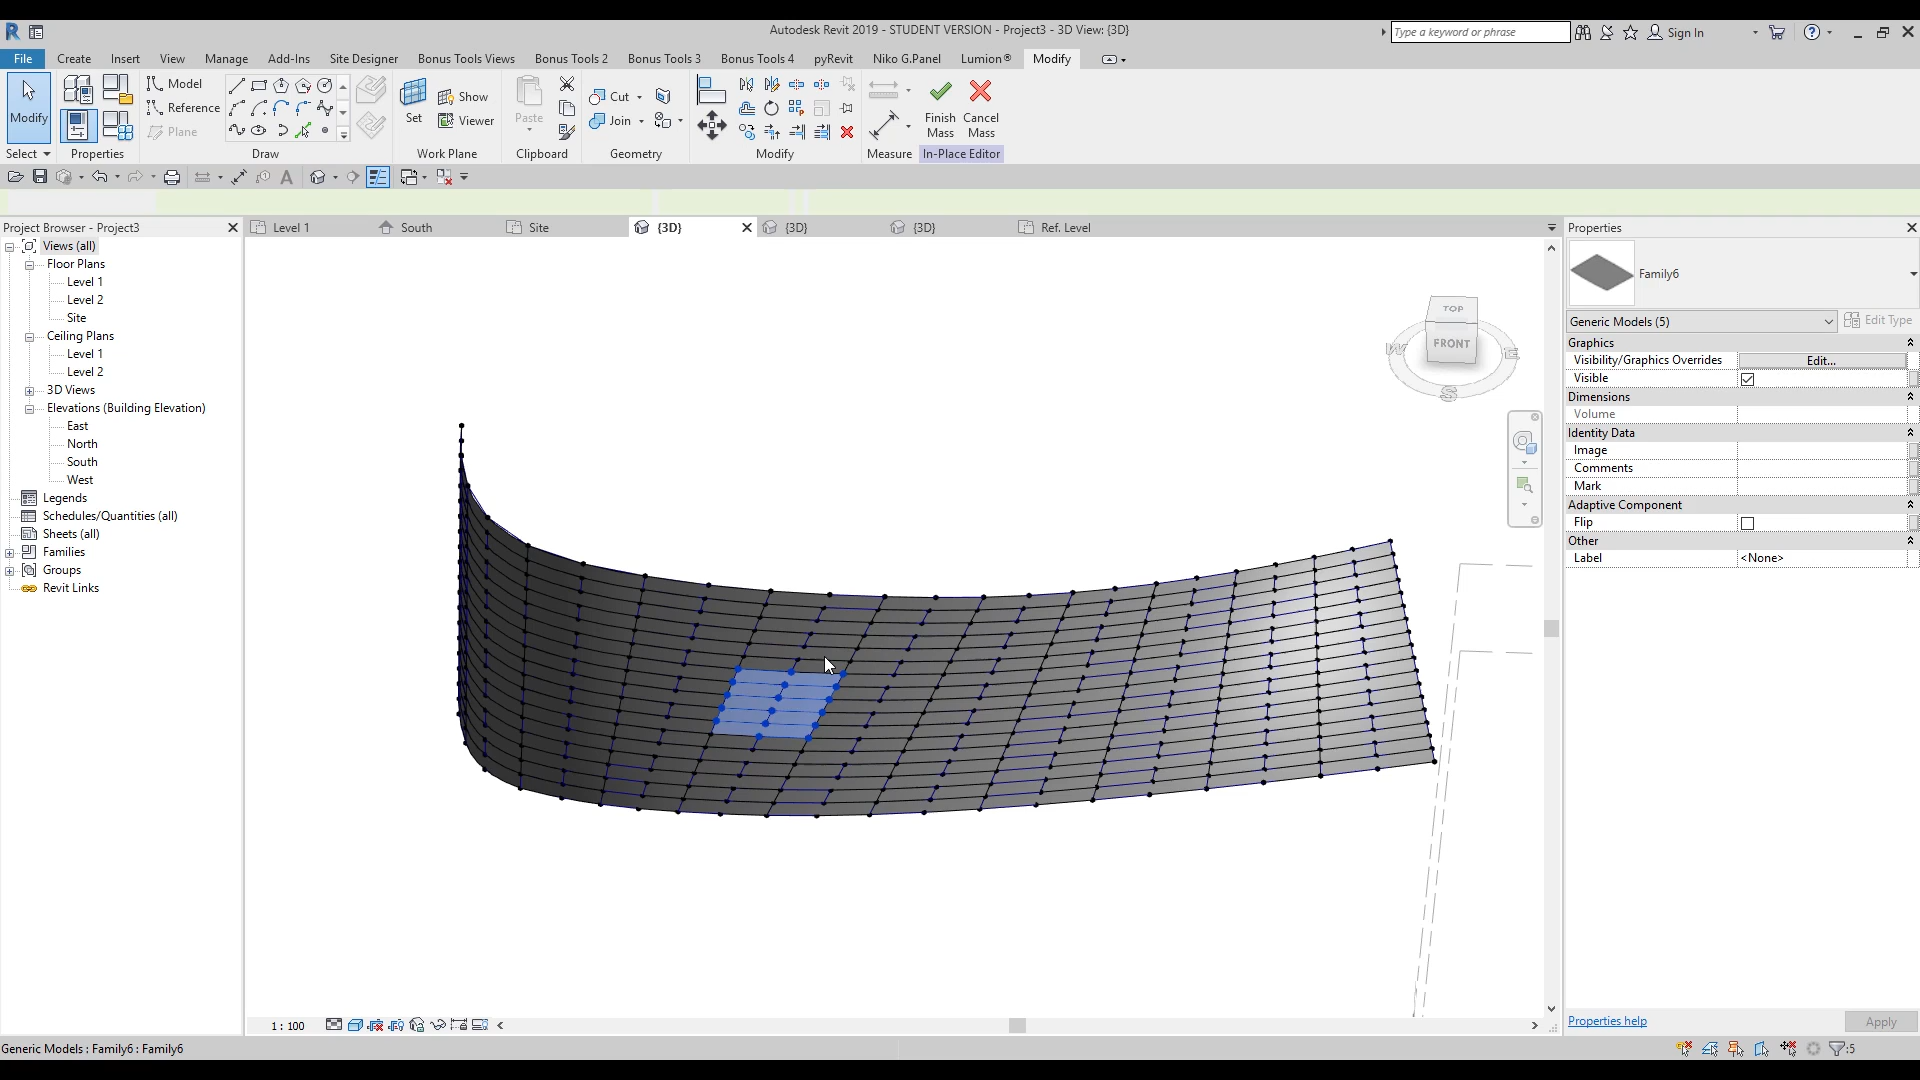 Autodesk Revit 2019 - STUDENT VERSION - Project3 - 3D View: {3D}
Type a keyword or phrase
Sign In
File Create Insert View Manage Add-Ins Site Designer Bonus Tools Views Bonus Tools 2 Bonus Tools 3 Bonus Tools 4 pyRevit Niko G.Panel Lumion® Modify
Modify
Model
Reference
Plane
Set
Show
Viewer
Paste
Cut
Join
Finish Mass
Cancel Mass
Select Properties Draw Work Plane Clipboard Geometry Modify Measure In-Place Editor
Project Browser - Project3
Level 1 South Site {3D} {3D} {3D} Ref. Level
Properties
Views (all)
Floor Plans
Level 1
Level 2
Site
Ceiling Plans
Level 1
Level 2
3D Views
Elevations (Building Elevation)
East
North
South
West
Legends
Schedules/Quantities (all)
Sheets (all)
Families
Groups
Revit Links
TOP
FRONT
W
E
S
Family6
Generic Models (5)
Edit Type
Graphics
Visibility/Graphics Overrides Edit...
Visible
Dimensions
Volume
Identity Data
Image
Comments
Mark
Adaptive Component
Flip
Other
Label <None>
Properties help
Apply
1 : 100
Generic Models : Family6 : Family6
:5